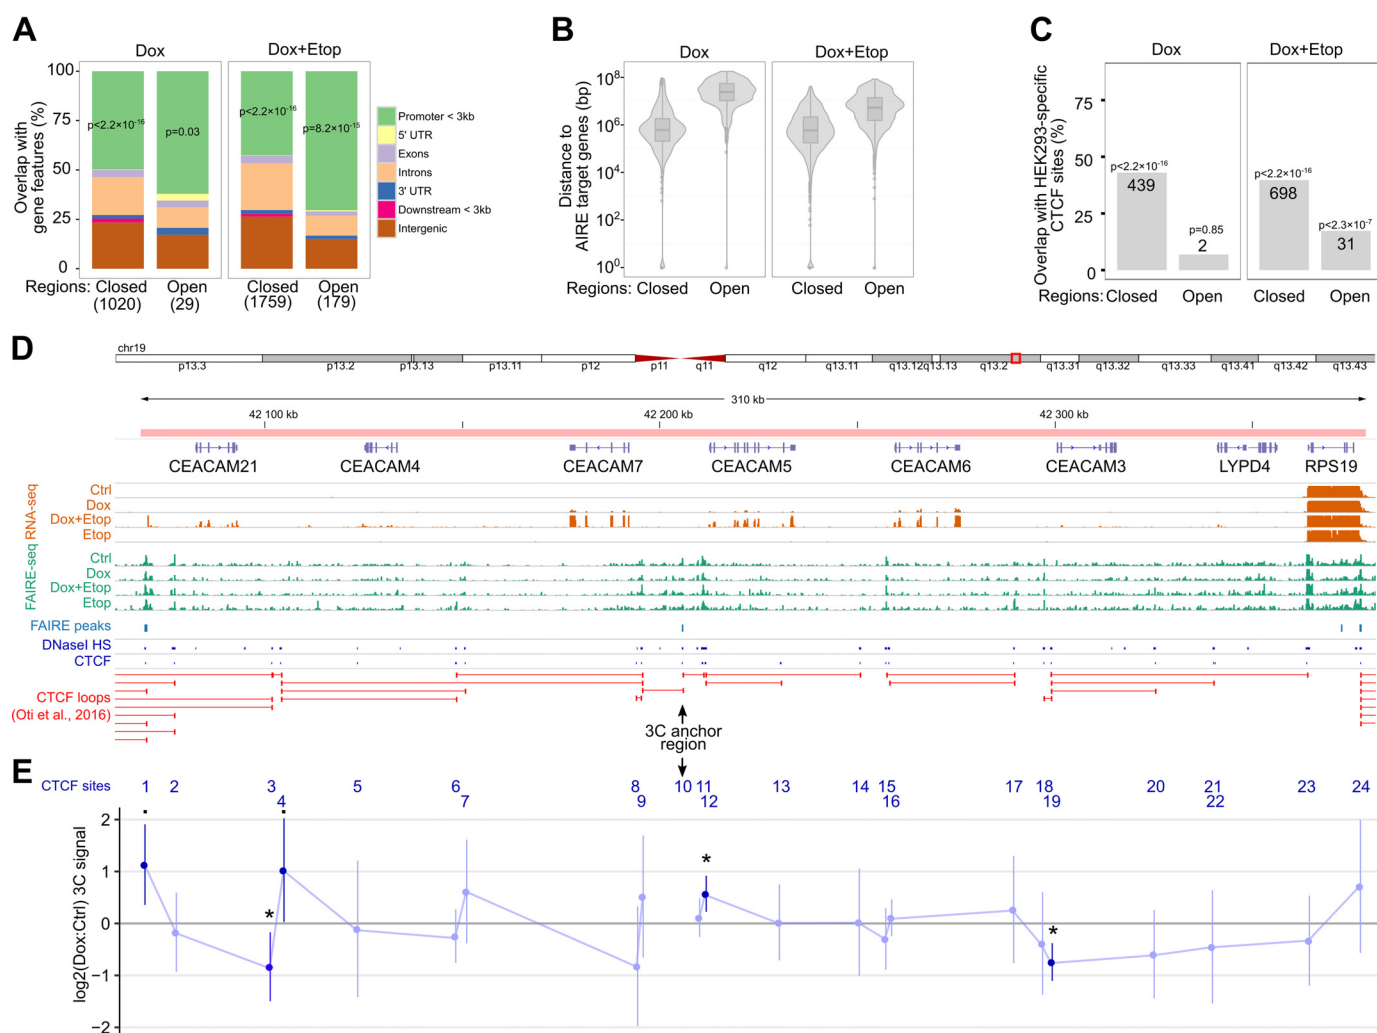 A
Dox
Dox+Etop
Overlap with
gene features (%)
100
75
50
25
0
p<2.2×10-16
p=0.03
p<2.2×10-16
p=8.2×10-15
Promoter < 3kb
5' UTR
Exons
Introns
3' UTR
Downstream < 3kb
Intergenic
Regions: Closed Open Closed Open
(1020) (29) (1759) (179)
B
Dox
Dox+Etop
Distance to
AIRE target genes (bp)
10^8
10^6
10^4
10^2
10^0
Regions: Closed Open Closed Open
C
Dox
Dox+Etop
Overlap with HEK293-specific
CTCF sites (%)
75
50
25
0
p<2.2×10-16
439
p=0.85
2
p<2.2×10-16
698
p<2.3×10-7
31
Regions: Closed Open Closed Open
D
chr19
p13.3 p13.2 p13.13 p13.11 p12 p11 q11 q12 q13.11 q13.12 q13.13 q13.2 q13.31 q13.32 q13.33 q13.41 q13.42 q13.43
310 kb
42 100 kb 42 200 kb 42 300 kb
CEACAM21 CEACAM4 CEACAM7 CEACAM5 CEACAM6 CEACAM3 LYPD4 RPS19
RNA-seq
Ctrl
Dox
Dox+Etop
Etop
FAIRE-seq
Ctrl
Dox
Dox+Etop
Etop
FAIRE peaks
DNaseI HS
CTCF
CTCF loops
(Oti et al., 2016)
3C anchor
region
E
CTCF sites 1 2 3 4 5 6 7 8 9 10 11 12 13 14 15 16 17 18 19 20 21 22 23 24
log2(Dox:Ctrl) 3C signal
2
1
0
−1
−2
* * *